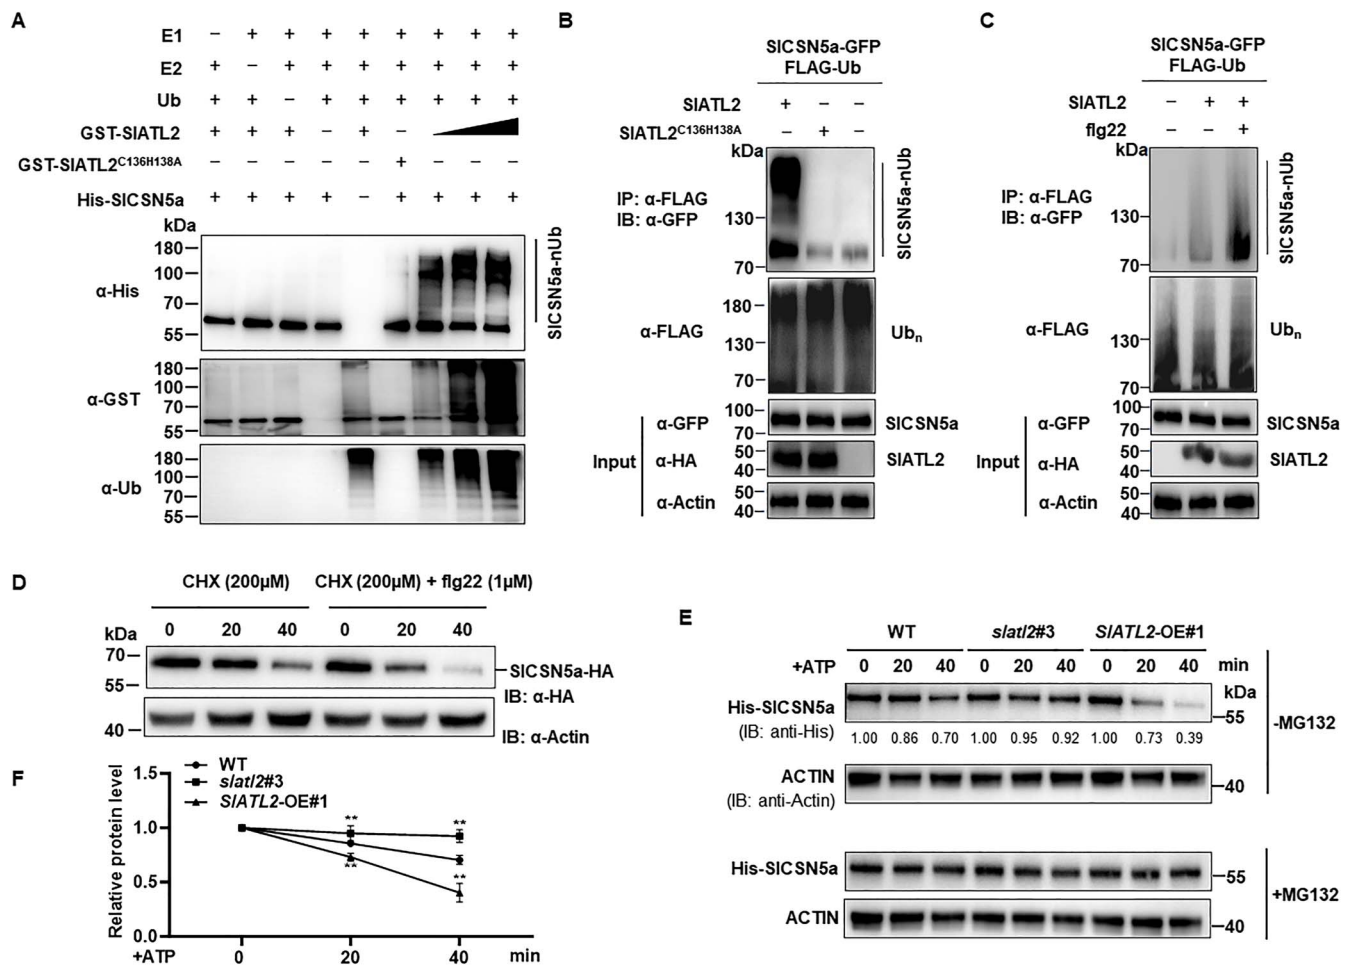 A
E1 – + + + + + + + +
E2 + – + + + + + + +
Ub + + – + + + + + +
GST-SlATL2 + + + – + –
GST-SlATL2C136H138A – – – – – + – – –
His-SlCSN5a + + + + – + + + +
kDa
α-His
180
100
70
55
SlCSN5a-nUb
α-GST
180
100
70
55
α-Ub
180
100
70
55
B
SlCSN5a-GFP
FLAG-Ub
SlATL2 + – –
SlATL2C136H138A – + –
kDa
IP: α-FLAG
IB: α-GFP
130
70
SlCSN5a-nUb
α-FLAG
180
130
70
Ubn
Input
α-GFP
100
70
SlCSN5a
α-HA
50
40
SlATL2
α-Actin
50
40
C
SlCSN5a-GFP
FLAG-Ub
SlATL2 – + +
flg22 – – +
kDa
IP: α-FLAG
IB: α-GFP
130
70
SlCSN5a-nUb
α-FLAG
130
70
Ubn
Input
α-GFP
100
70
SlCSN5a
α-HA
50
40
SlATL2
α-Actin
50
40
D
CHX (200μM) CHX (200μM) + flg22 (1μM)
0 20 40 0 20 40
kDa
70
55
SlCSN5a-HA
IB: α-HA
40
IB: α-Actin
E
WT slatl2#3 SlATL2-OE#1
+ATP 0 20 40 0 20 40 0 20 40 min
kDa
His-SlCSN5a
(IB: anti-His)
55
1.00 0.86 0.70 1.00 0.95 0.92 1.00 0.73 0.39
-MG132
ACTIN
(IB: anti-Actin)
40
His-SlCSN5a
55
+MG132
ACTIN
40
F
WT
slatl2#3
SlATL2-OE#1
Relative protein level
1.5
1.0
0.5
0.0
** **
** **
+ATP 0 20 40 min